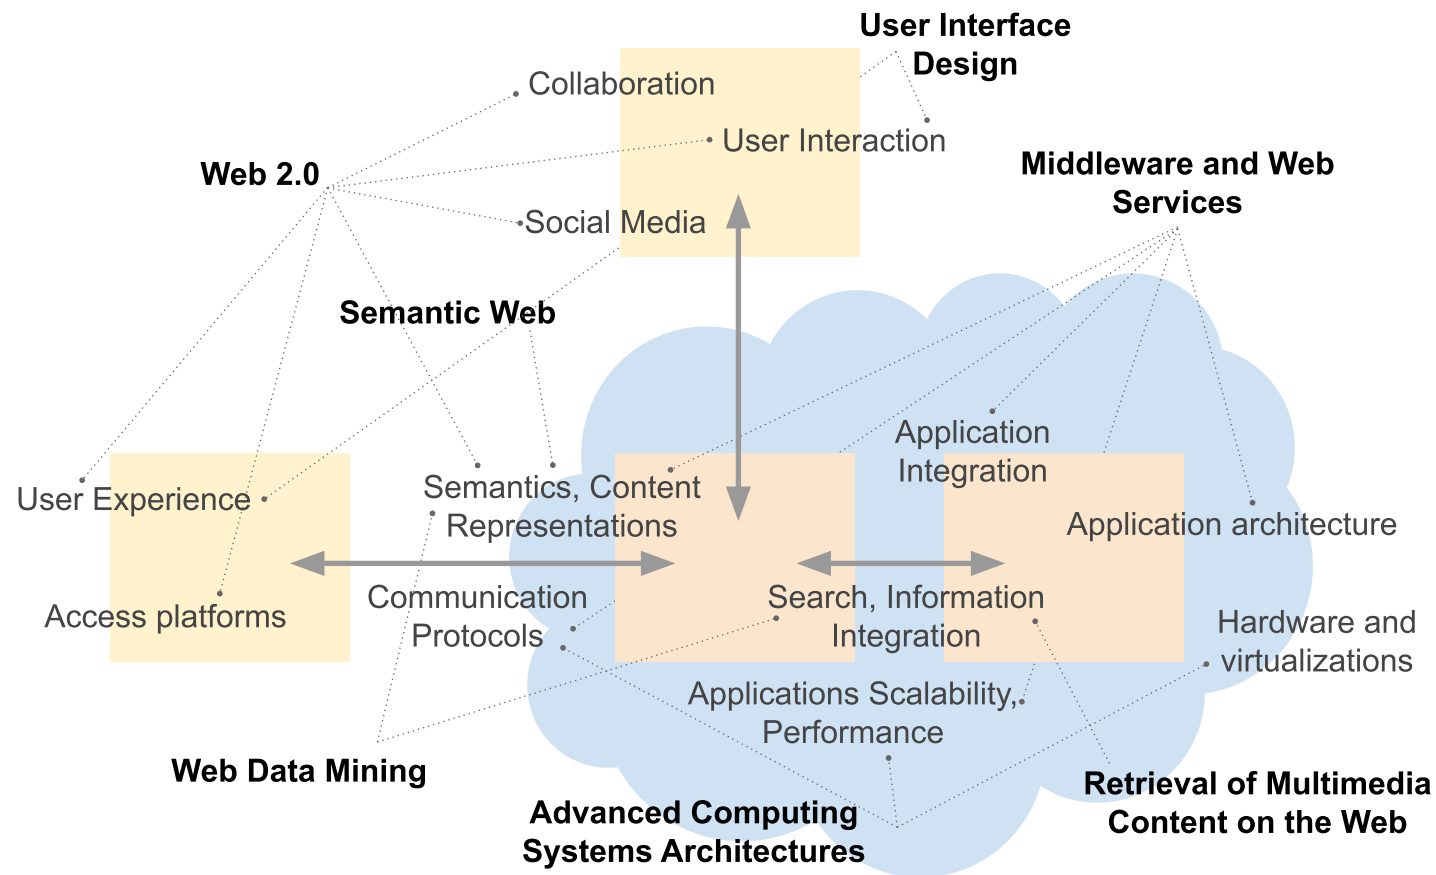 User Interface
Design
Collaboration
User Interaction
Web 2.0
Middleware and Web
Services
Social Media
Semantic Web
Application
Integration
User Experience
Semantics, Content
Representations
Application architecture
Access platforms
Communication
Protocols
Search, Information
Integration
Hardware and
virtualizations
Applications Scalability,
Performance
Web Data Mining
Advanced Computing
Systems Architectures
Retrieval of Multimedia
Content on the Web